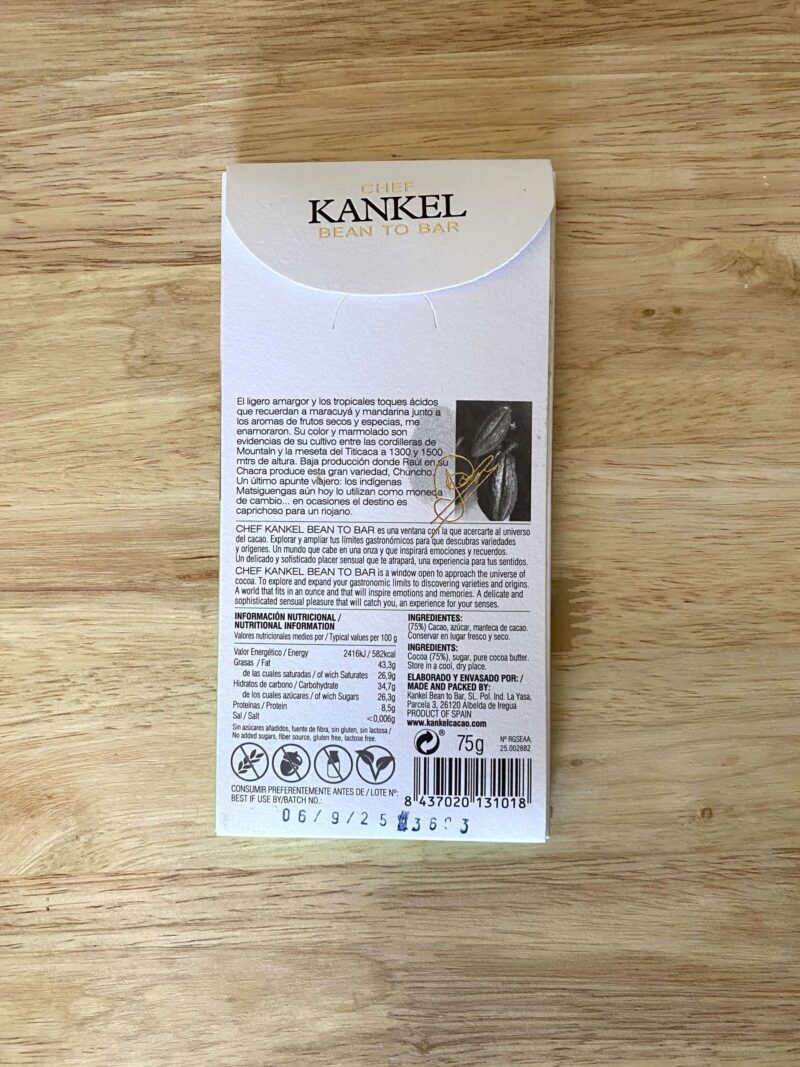 CHEF
KANKEL
BEAN TO BAR
El ligero amargor y los tropicales toques ácidos
que recuerdan a maracuyá y mandarina junto a
los aromas de frutos secos y especias, me
enamoraron. Su color y marmolado son
evidencias de su cultivo entre las cordilleras de
Mountaln y la meseta del Titicaca a 1300 y 1500
mtrs de altura. Baja producción donde Raúl en su
Chacra produce esta gran variedad, Chuncho.
Un último apunte viajero: los indígenas
Matsiguengas aún hoy lo utilizan como moneda
de cambio... en ocasiones el destino es
caprichoso para un riojano.
CHEF KANKEL BEAN TO BAR es una ventana con la que acercarte al universo
del cacao. Explorar y ampliar tus límites gastronómicos para que descubras variedades
y orígenes. Un mundo que cabe en una onza y que inspirará emociones y recuerdos.
Un delicado y sofisticado placer sensual que te atrapará, una experiencia para tus sentidos.
CHEF KANKEL BEAN TO BAR is a window open to approach the universe of
cocoa. To explore and expand your gastronomic limits to discovering varieties and origins.
A world that fits in an ounce and that will inspire emotions and memories. A delicate and
sophisticated sensual pleasure that will catch you, an experience for your senses.
INFORMACIÓN NUTRICIONAL /
NUTRITIONAL INFORMATION
Valores nutricionales medios por / Typical values per 100 g
Valor Energético / Energy 2416kJ / 582kcal
Grasas / Fat 43,3g
de las cuales saturadas / of wich Saturates 26,9g
Hidratos de carbono / Carbohydrate 34,7g
de los cuales azúcares / of wich Sugars 26,3g
Proteínas / Protein 8,5g
Sal / Salt <0,006g
Sin azúcares añadidos, fuente de fibra, sin gluten, sin lactosa /
No added sugars, fiber source, gluten free, lactose free.
CONSUMIR PREFERENTEMENTE ANTES DE / LOTE Nº:
BEST IF USE BY/BATCH NO.:
06/9/25
INGREDIENTES:
(75%) Cacao, azúcar, manteca de cacao.
Conservar en lugar fresco y seco.
INGREDIENTS:
Cocoa (75%), sugar, pure cocoa butter.
Store in a cool, dry place.
ELABORADO Y ENVASADO POR: /
MADE AND PACKED BY:
Kankel Bean to Bar, SL. Pol. Ind. La Yasa,
Parcela 3, 26120 Albelda de Iregua
PRODUCT OF SPAIN
www.kankelcacao.com
75g
Nº RGSEAA:
25.002882
8 437020 131018